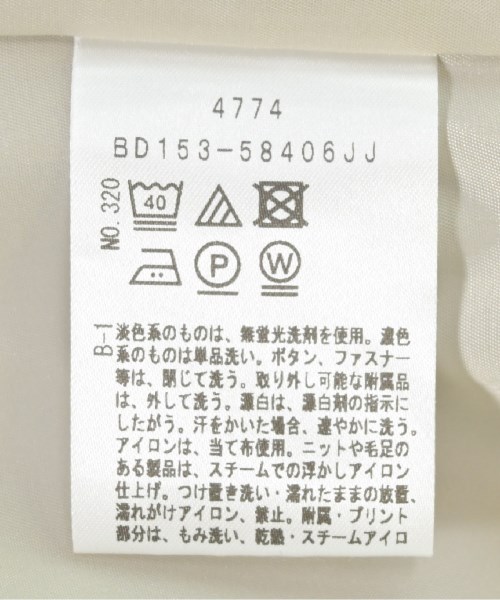 4774
BD153-58406JJ
NO.320
40
P
W
B-1
淡色系のものは、無蛍光洗剤を使用。濃色
系のものは単品洗い。ボタン、ファスナー
等は、閉じて洗う。取り外し可能な附属品
は、外して洗う。漂白は、漂白剤の指示に
したがう。汗をかいた場合、速やかに洗う。
アイロンは、当て布使用。ニットや毛足の
ある製品は、スチームでの浮かしアイロン
仕上げ。つけ置き洗い・濡れたままの放置、
濡れがけアイロン、禁止。附属・プリント
部分は、もみ洗い、乾熱・スチームアイロ